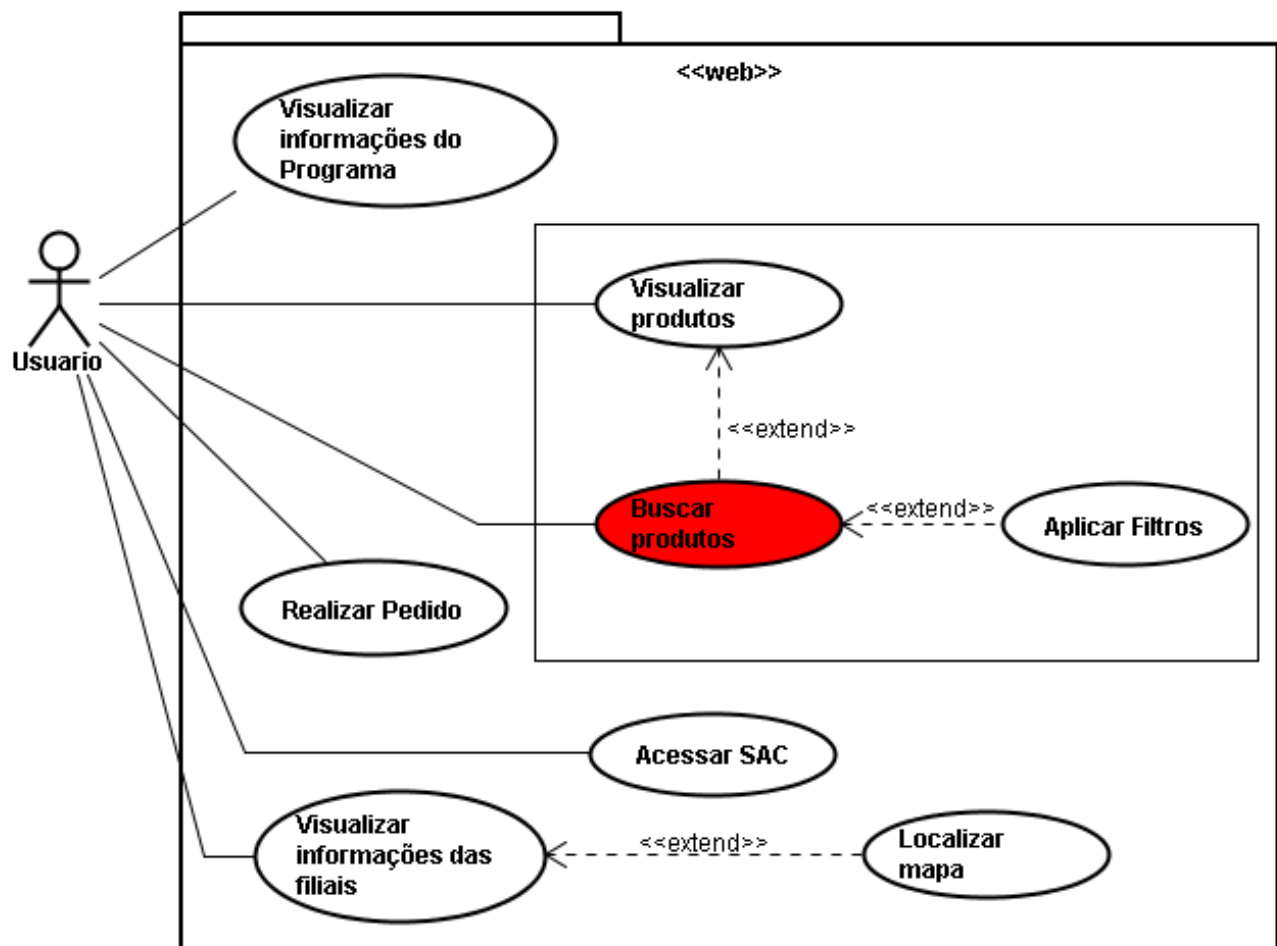 <<web>>
Visualizar
informações do
Programa
Usuario
Visualizar
produtos
<<extend>>
Buscar
produtos
<<extend>>
Aplicar Filtros
Realizar Pedido
Acessar SAC
Visualizar
informações das
filiais
<<extend>>
Localizar
mapa